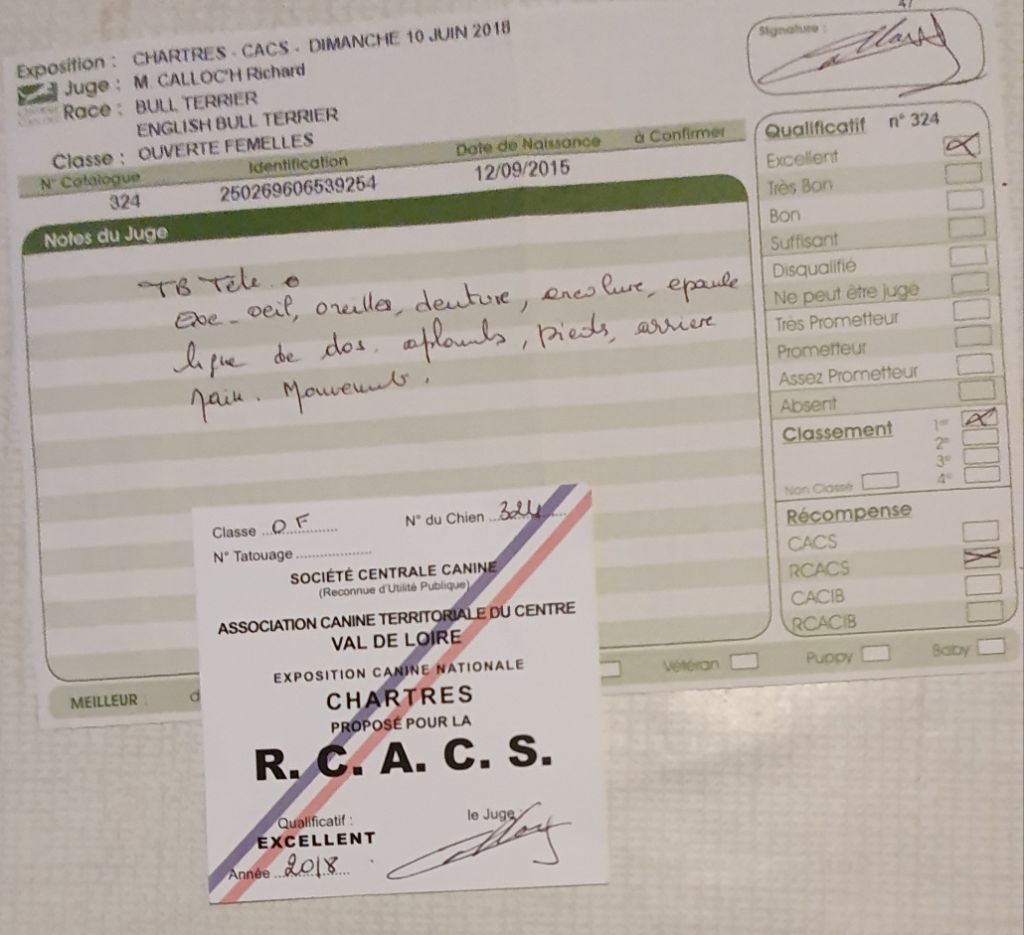 Exposition : CHARTRES - CACS - DIMANCHE 10 JUIN 2018
Juge : M. CALLOC'H Richard
Race : BULL TERRIER
ENGLISH BULL TERRIER
Classe : OUVERTE FEMELLES
N° Catalogue Identification Date de Naissance à Confirmer
324 250269606539254 12/09/2015
Notes du Juge
TB Tête.
Exc - oeil, oreilles, denture, encolure, epaule
ligne de dos. aplombs, pieds, arriere
main. Mouvements.
Signature :
Qualificatif n° 324
Excellent
Très Bon
Bon
Suffisant
Disqualifié
Ne peut être jugé
Très Prometteur
Prometteur
Assez Prometteur
Absent
Classement 1er
2e
3e
4e
Non Classé
Récompense
CACS
RCACS
CACIB
RCACIB
MEILLEUR : d Vétéran Puppy Baby
Classe ...O F...........
N° du Chien ...324......
N° Tatouage ...................
SOCIÉTÉ CENTRALE CANINE
(Reconnue d'Utilité Publique)
ASSOCIATION CANINE TERRITORIALE DU CENTRE
VAL DE LOIRE
EXPOSITION CANINE NATIONALE
CHARTRES
PROPOSÉ POUR LA
R. C. A. C. S.
Qualificatif :
EXCELLENT
le Juge :
Année ..2018....